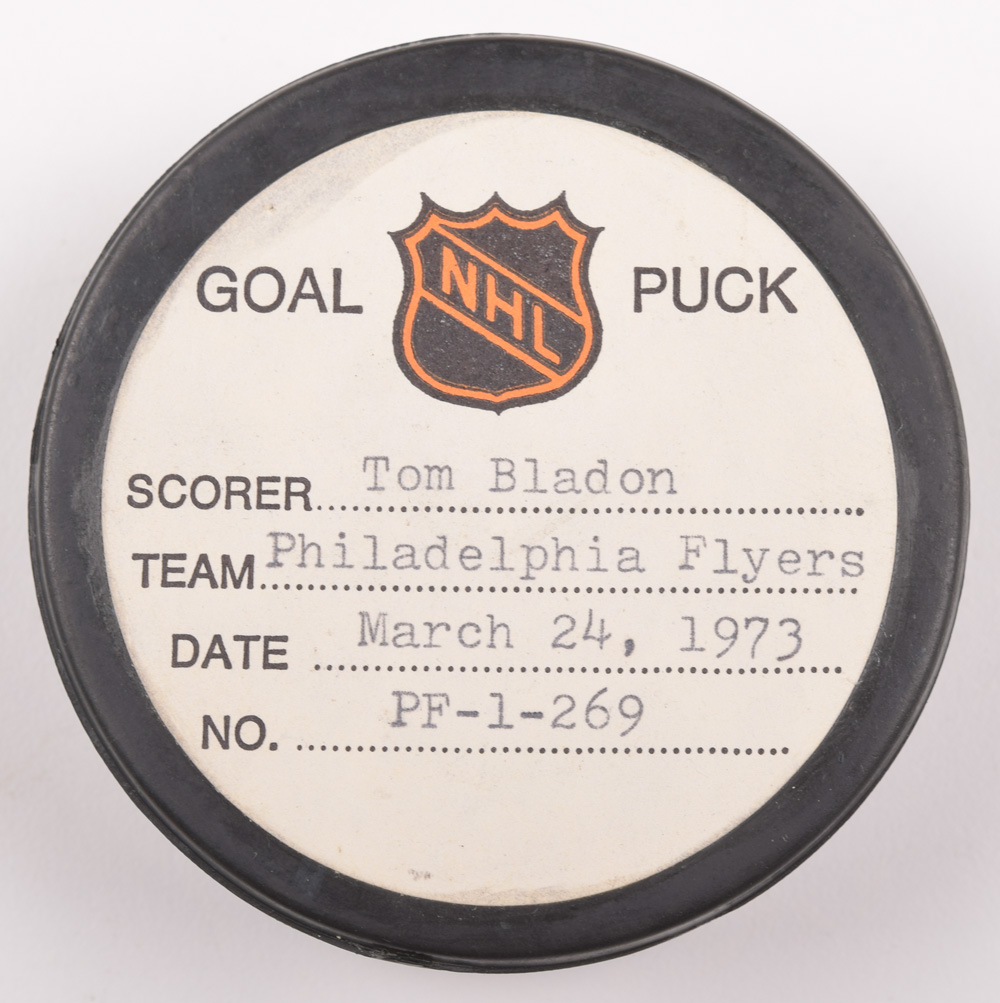 GOAL NHL PUCK
SCORER Tom Bladon
TEAM Philadelphia Flyers
DATE March 24, 1973
NO. PF-1-269